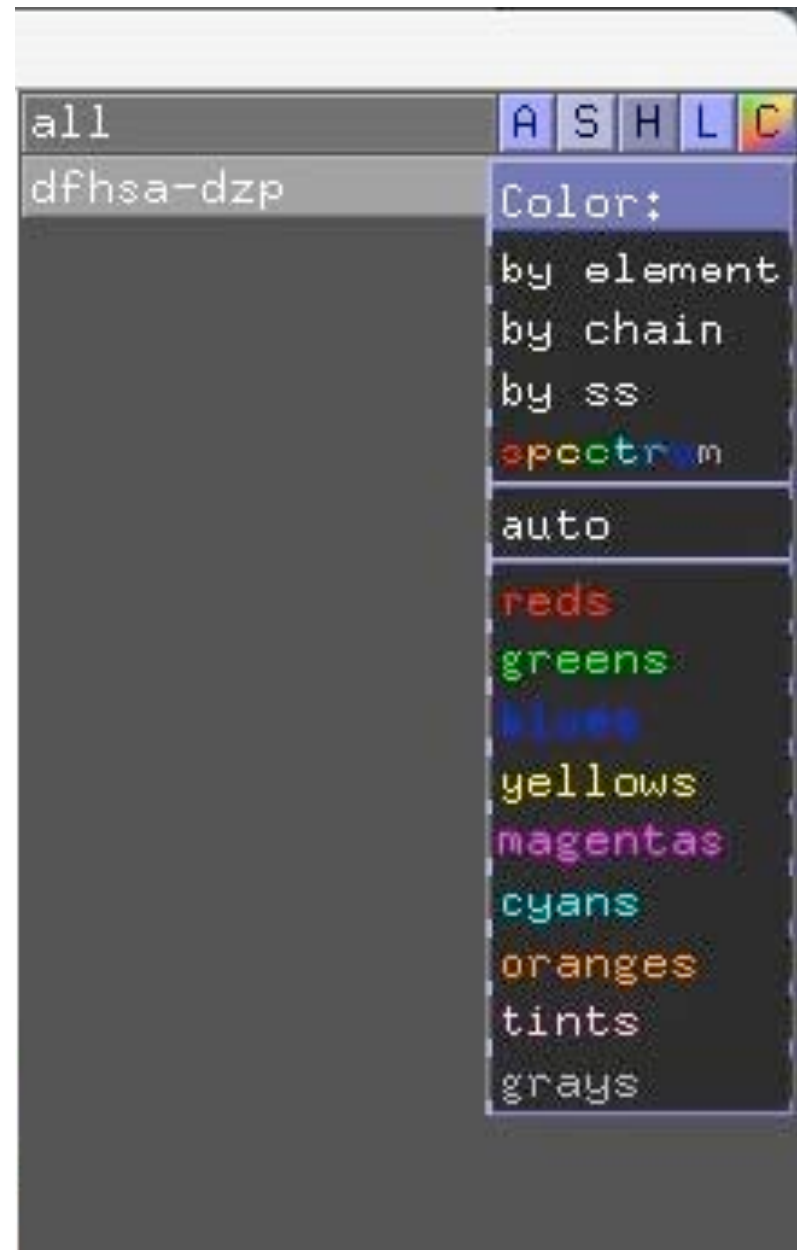 all A S H L C
dfhsa-dzp
Color:
by element
by chain
by ss
spectrum
auto
reds
greens
blues
yellows
magentas
cyans
oranges
tints
grays